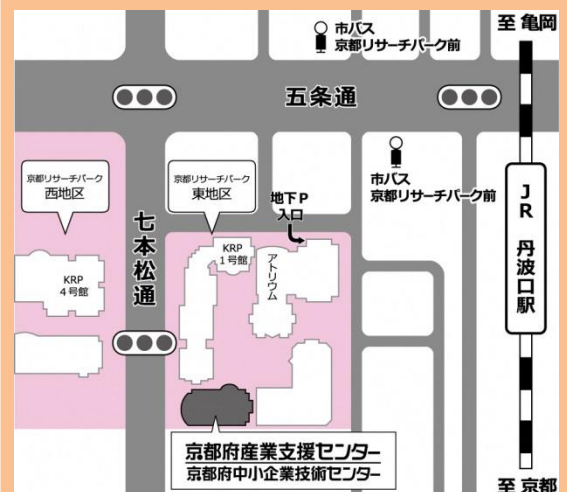 市バス
京都リサーチパーク前
至 亀岡
五条通
京都リサーチパーク
西地区
京都リサーチパーク
東地区
地下P
入口
市バス
京都リサーチパーク前
JR 丹波口駅
七本松通
KRP
1号館
アトリウム
KRP
4号館
京都府産業支援センター
京都府中小企業技術センター
至 京都